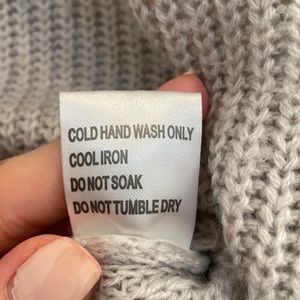 COLD HAND WASH ONLY
COOL IRON
DO NOT SOAK
DO NOT TUMBLE DRY